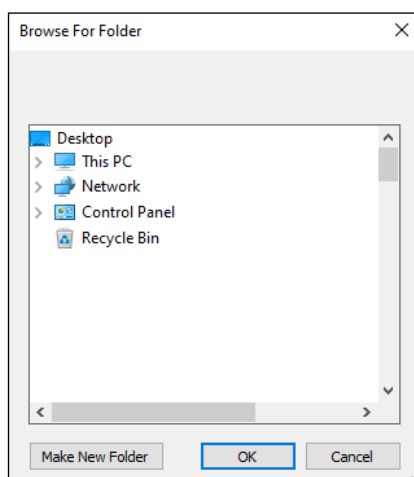 Browse For Folder
Desktop
This PC
Network
Control Panel
Recycle Bin
Make New Folder OK Cancel